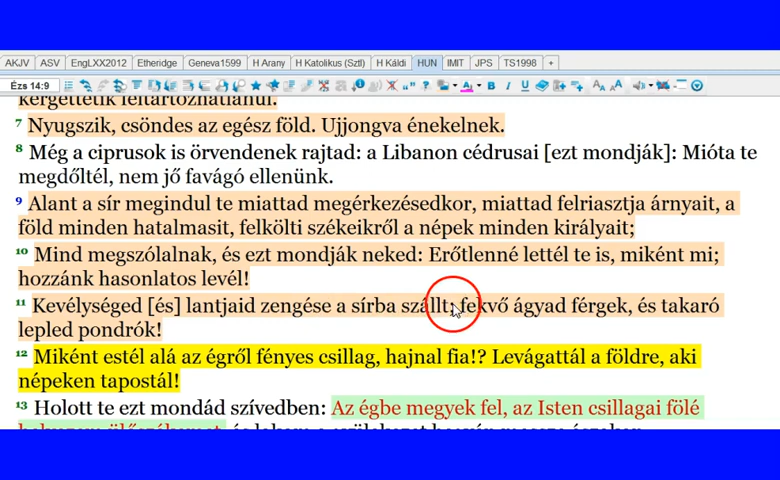 AKJV ASV EngLXX2012 Etheridge Geneva1599 H Arany H Katolikus (Sztl) H Káldi HUN IMIT JPS TS1998 +
Ézs 14:9
kergettetik feltartózhatlanúl.
7 Nyugszik, csöndes az egész föld. Ujjongva énekelnek.
8 Még a ciprusok is örvendenek rajtad: a Libanon cédrusai [ezt mondják]: Mióta te
megdőltél, nem jő favágó ellenünk.
9 Alant a sír megindul te miattad megérkezésedkor, miattad felriasztja árnyait, a
föld minden hatalmasit, felkölti székeikről a népek minden királyait;
10 Mind megszólalnak, és ezt mondják neked: Erőtlenné lettél te is, miként mi;
hozzánk hasonlatos levél!
11 Kevélységed [és] lantjaid zengése a sírba szállt; fekvő ágyad férgek, és takaró
lepled pondrók!
12 Miként estél alá az égről fényes csillag, hajnal fia!? Levágattál a földre, aki
népeken tapostál!
13 Holott te ezt mondád szívedben: Az égbe megyek fel, az Isten csillagai fölé